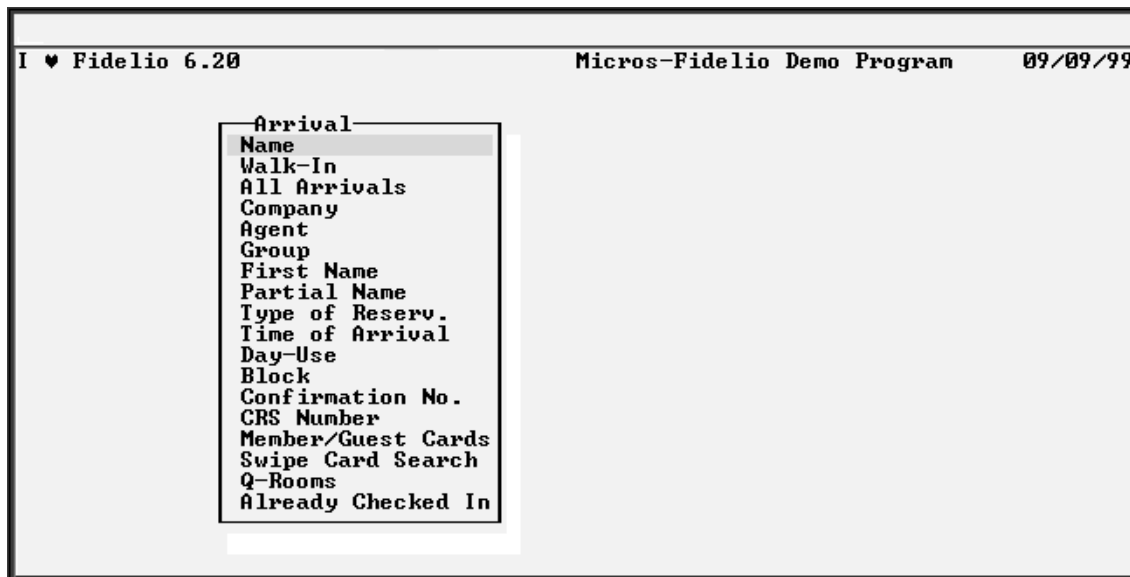 I ♥ Fidelio 6.20 Micros-Fidelio Demo Program 09/09/99
Arrival
Name
Walk-In
All Arrivals
Company
Agent
Group
First Name
Partial Name
Type of Reserv.
Time of Arrival
Day-Use
Block
Confirmation No.
CRS Number
Member/Guest Cards
Swipe Card Search
Q-Rooms
Already Checked In